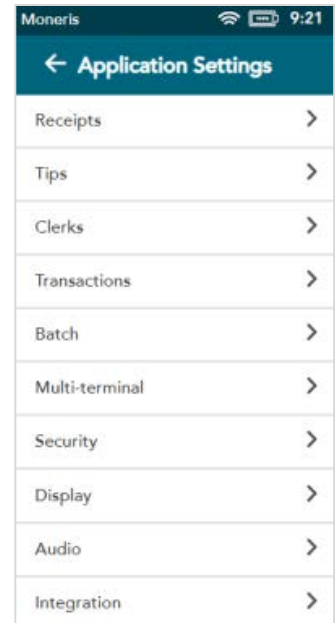 Moneris 9:21
Application Settings
Receipts
Tips
Clerks
Transactions
Batch
Multi-terminal
Security
Display
Audio
Integration